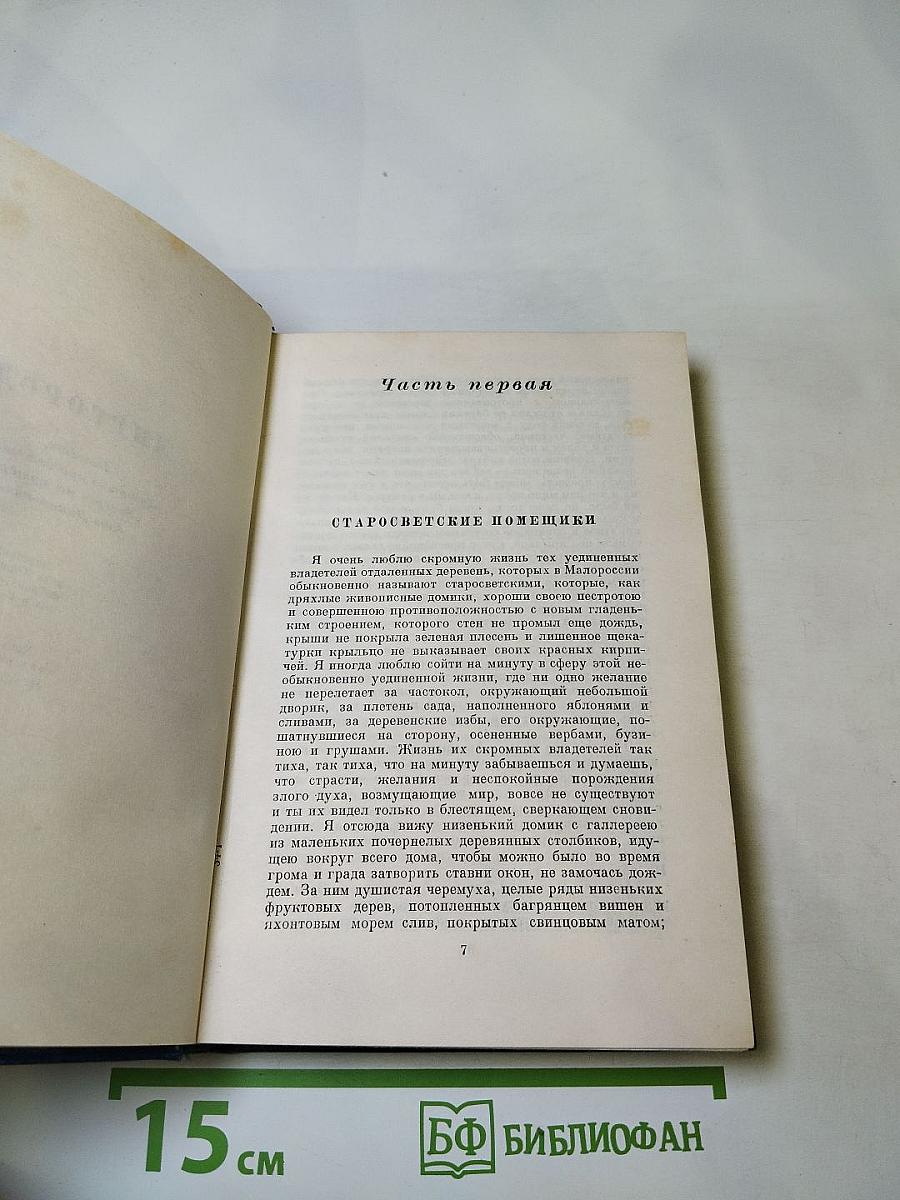 Часть первая
СТАРОСВЕТСКИЕ ПОМЕЩИКИ
Я очень люблю скромную жизнь тех уединенных
владетелей отдаленных деревень, которых в Малороссии
обыкновенно называют старосветскими, которые, как
дряхлые живописные домики, хороши своею пестротою
и совершенною противоположностью с новым гладень-
ким строением, которого стен не промыл еще дождь,
крыши не покрыла зеленая плесень и лишенное щека-
турки крыльцо не выказывает своих красных кирпи-
чей. Я иногда люблю сойти на минуту в сферу этой не-
обыкновенно уединенной жизни, где ни одно желание
не перелетает за частокол, окружающий небольшой
дворик, за плетень сада, наполненного яблонями и
сливами, за деревенские избы, его окружающие, по-
шатнувшиеся на сторону, осененные вербами, бузи-
ною и грушами. Жизнь их скромных владетелей так
тиха, так тиха, что на минуту забываешься и думаешь,
что страсти, желания и неспокойные порождения
злого духа, возмущающие мир, вовсе не существуют
и ты их видел только в блестящем, сверкающем снови-
дении. Я отсюда вижу низенький домик с галлереею
из маленьких почернелых деревянных столбиков, иду-
щею вокруг всего дома, чтобы можно было во время
грома и града затворить ставни окон, не замочась дож-
дем. За ним душистая черемуха, целые ряды низеньких
фруктовых дерев, потопленных багрянцем вишен и
яхонтовым морем слив, покрытых свинцовым матом;
7
15 см
БФ БИБЛИОФАН